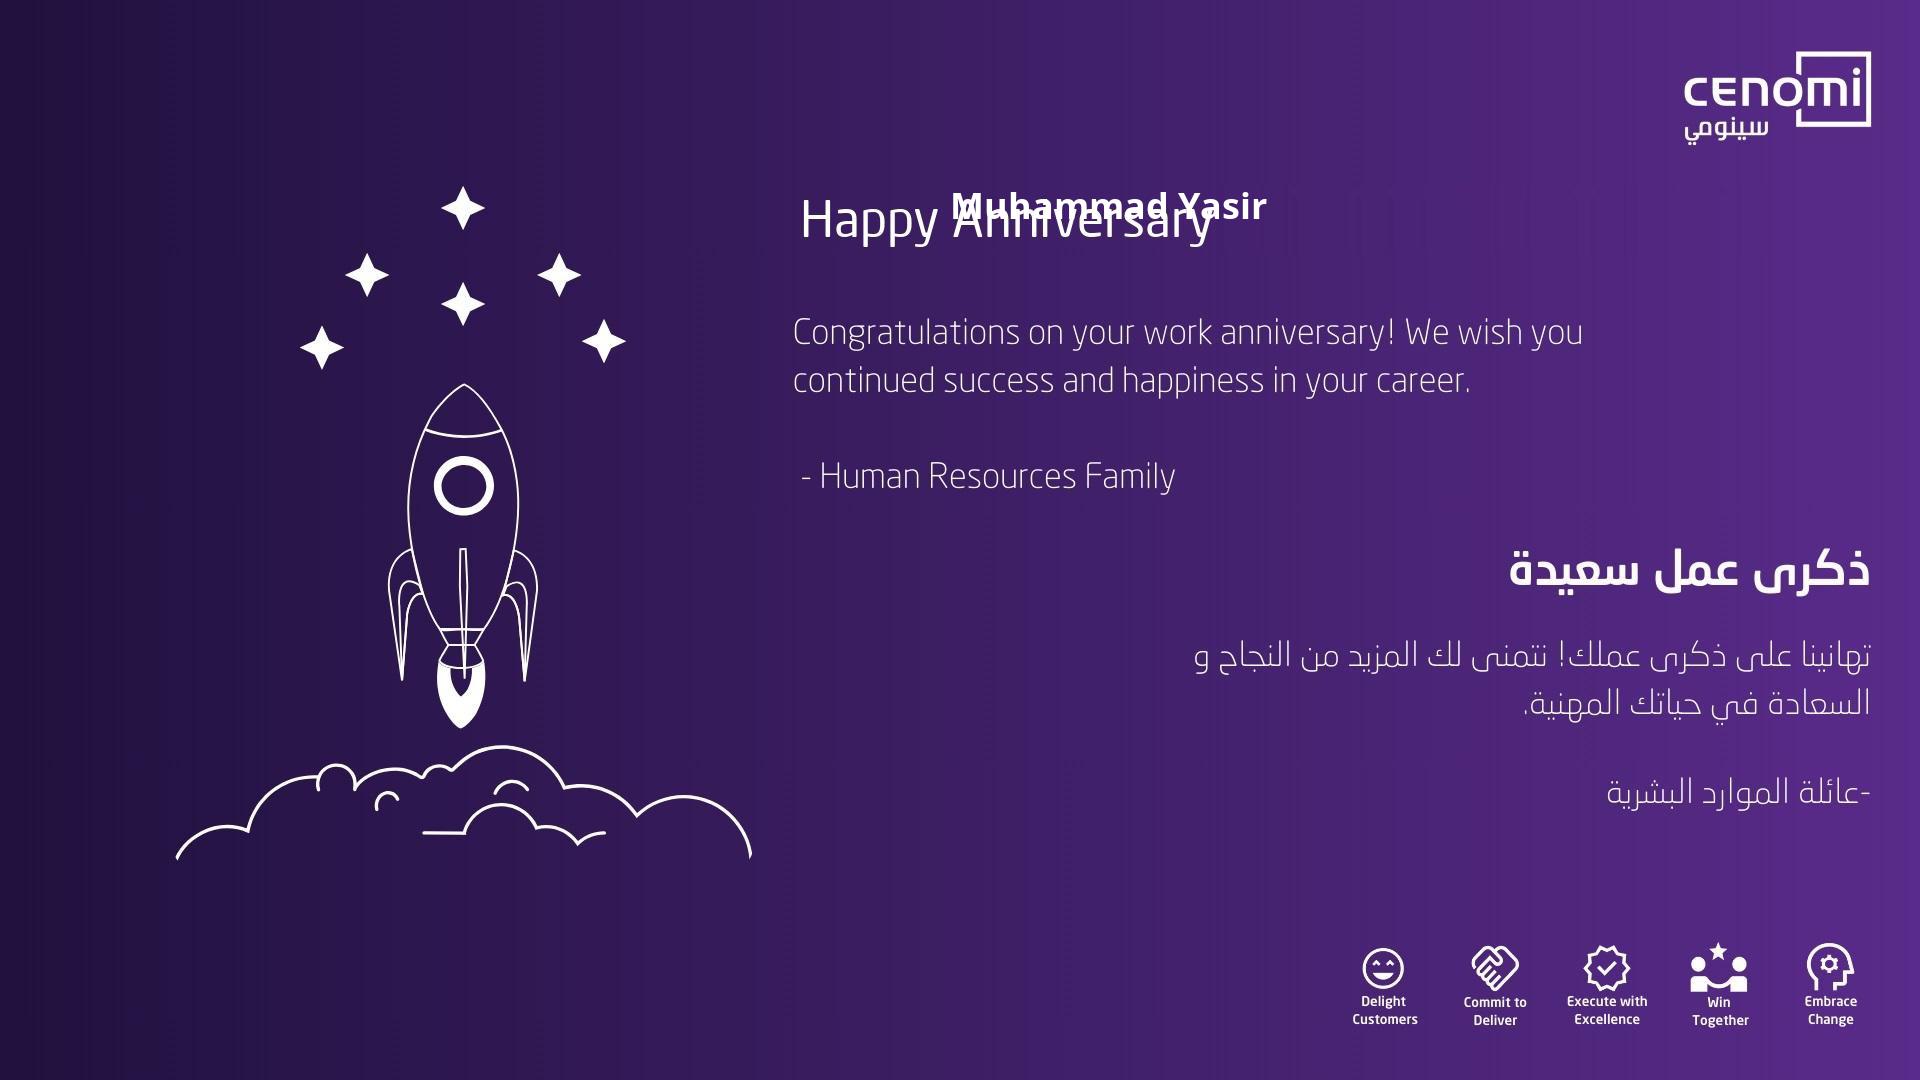 cenomi
سينومي
Muhammad Yasir
Happy Anniversary
Congratulations on your work anniversary! We wish you
continued success and happiness in your career.
- Human Resources Family
ذكرى عمل سعيدة
تهانينا على ذكرى عملك! نتمنى لك المزيد من النجاح و
السعادة في حياتك المهنية.
-عائلة الموارد البشرية
Delight
Customers
Commit to
Deliver
Execute with
Excellence
Win
Together
Embrace
Change